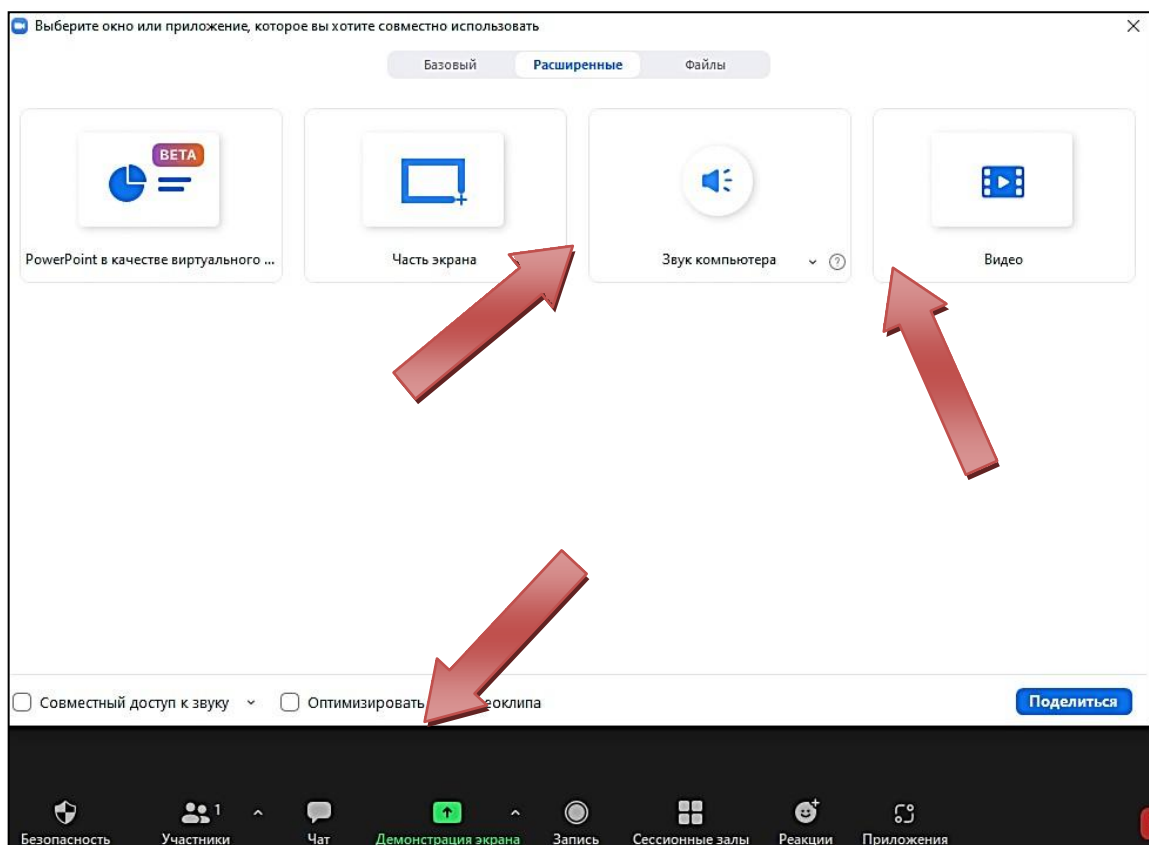 Выберите окно или приложение, которое вы хотите совместно использовать
Базовый Расширенные Файлы
BETA
PowerPoint в качестве виртуального ...
Часть экрана
Звук компьютера
Видео
Совместный доступ к звуку
Оптимизировать еоклипа
Поделиться
1
Безопасность Участники Чат Демонстрация экрана Запись Сессионные залы Реакции Приложения